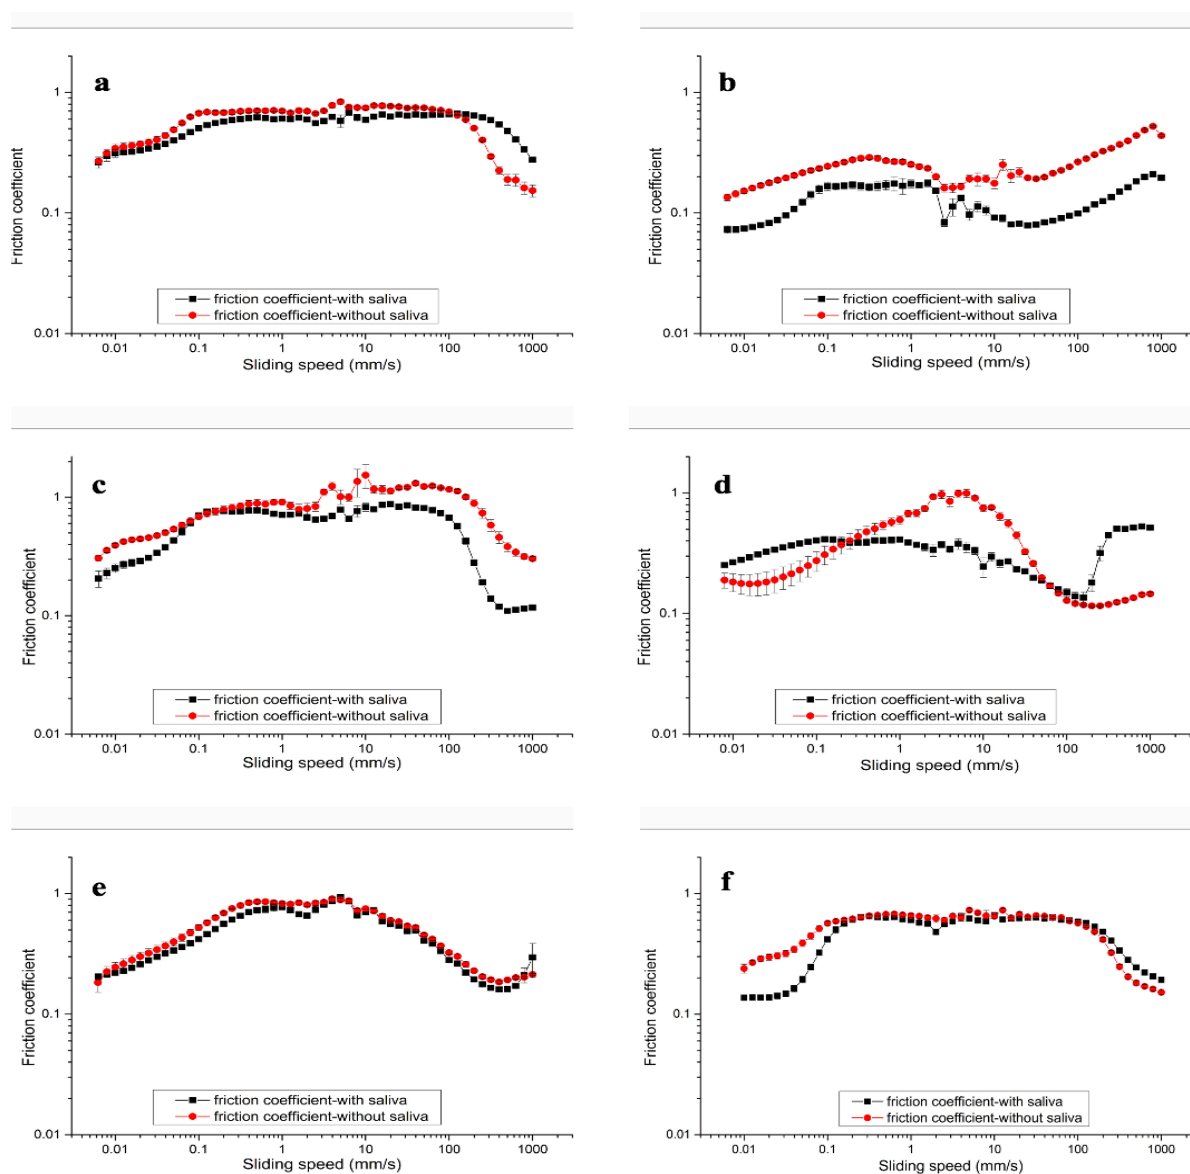 a
1
0.1
0.01
Friction coefficient
friction coefficient-with saliva
friction coefficient-without saliva
0.01 0.1 1 10 100 1000
Sliding speed (mm/s)
b
1
0.1
0.01
Friction coefficient
friction coefficient-with saliva
friction coefficient-without saliva
0.01 0.1 1 10 100 1000
Sliding speed (mm/s)
c
1
0.1
0.01
Friction coefficient
friction coefficient-with saliva
friction coefficient-without saliva
0.01 0.1 1 10 100 1000
Sliding speed (mm/s)
d
1
0.1
0.01
Friction coefficient
friction coefficient-with saliva
friction coefficient-without saliva
0.01 0.1 1 10 100 1000
Sliding speed (mm/s)
e
1
0.1
0.01
Friction coefficient
friction coefficient-with saliva
friction coefficient-without saliva
0.01 0.1 1 10 100 1000
Sliding speed (mm/s)
f
1
0.1
0.01
Friction coefficient
friction coefficient-with saliva
friction coefficient-without saliva
0.01 0.1 1 10 100 1000
Sliding speed (mm/s)